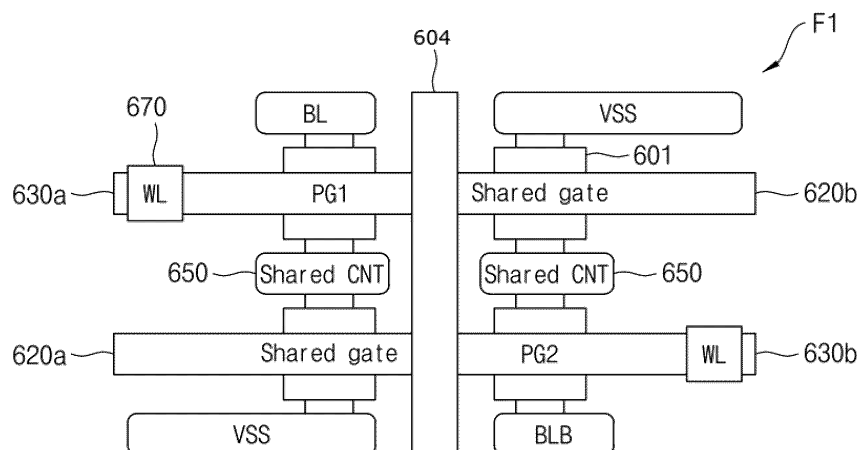 604
F1
670
BL
VSS
601
630a
WL
PG1
Shared gate
620b
650
Shared CNT
Shared CNT
650
620a
Shared gate
PG2
WL
630b
VSS
BLB